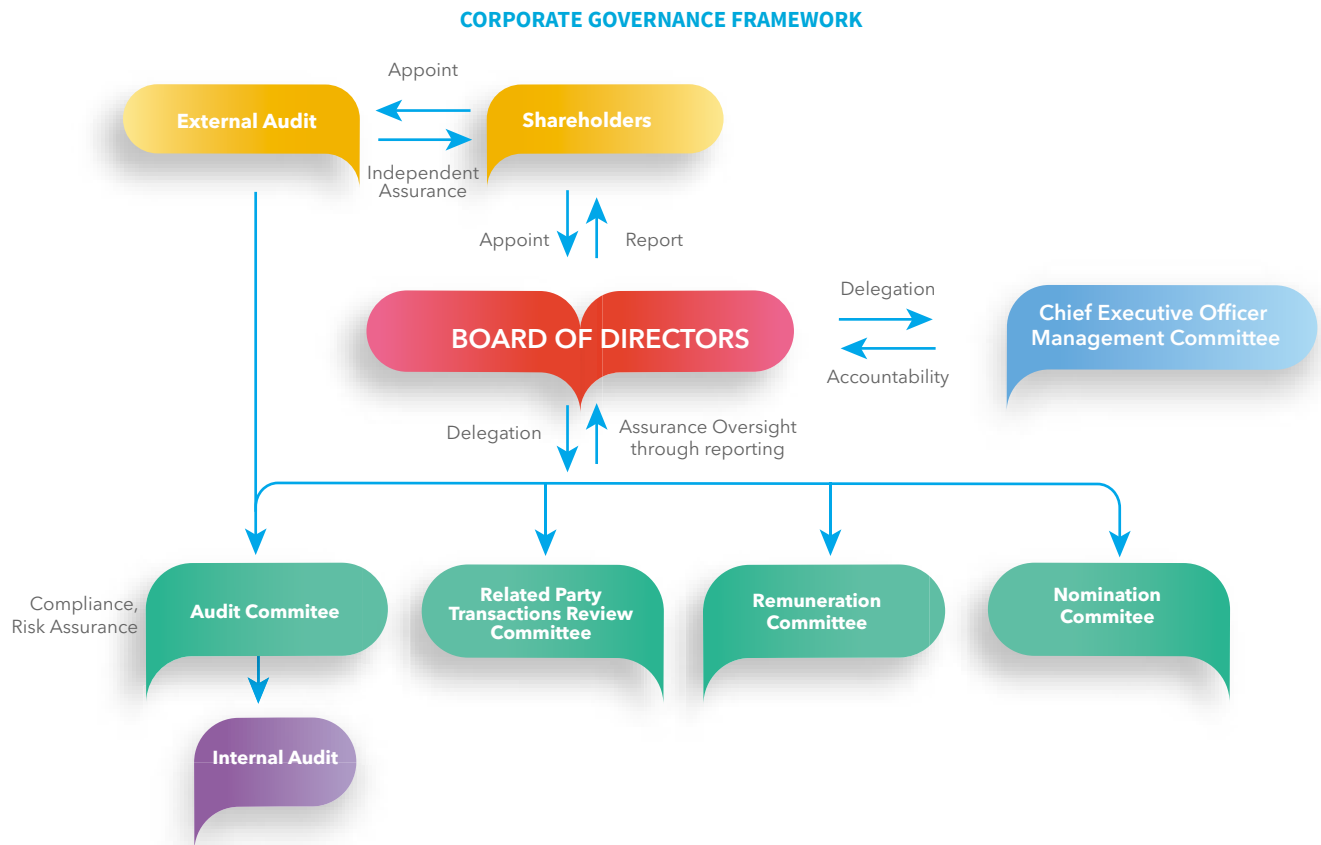 CORPORATE GOVERNANCE FRAMEWORK
Appoint
External Audit
Shareholders
Independent
Assurance
Appoint
Report
BOARD OF DIRECTORS
Delegation
Accountability
Chief Executive Officer
Management Committee
Delegation
Assurance Oversight
through reporting
Compliance,
Risk Assurance
Audit Commitee
Related Party
Transactions Review
Committee
Remuneration
Committee
Nomination
Commitee
Internal Audit